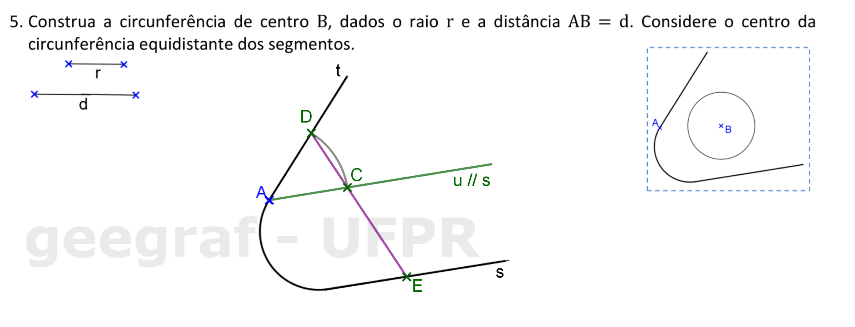 5. Construa a circunferência de centro B, dados o raio r e a distância AB = d. Considere o centro da
circunferência equidistante dos segmentos.
r
d
t
D
A
C
u // s
E
s
A
B
geegraf - UFPR